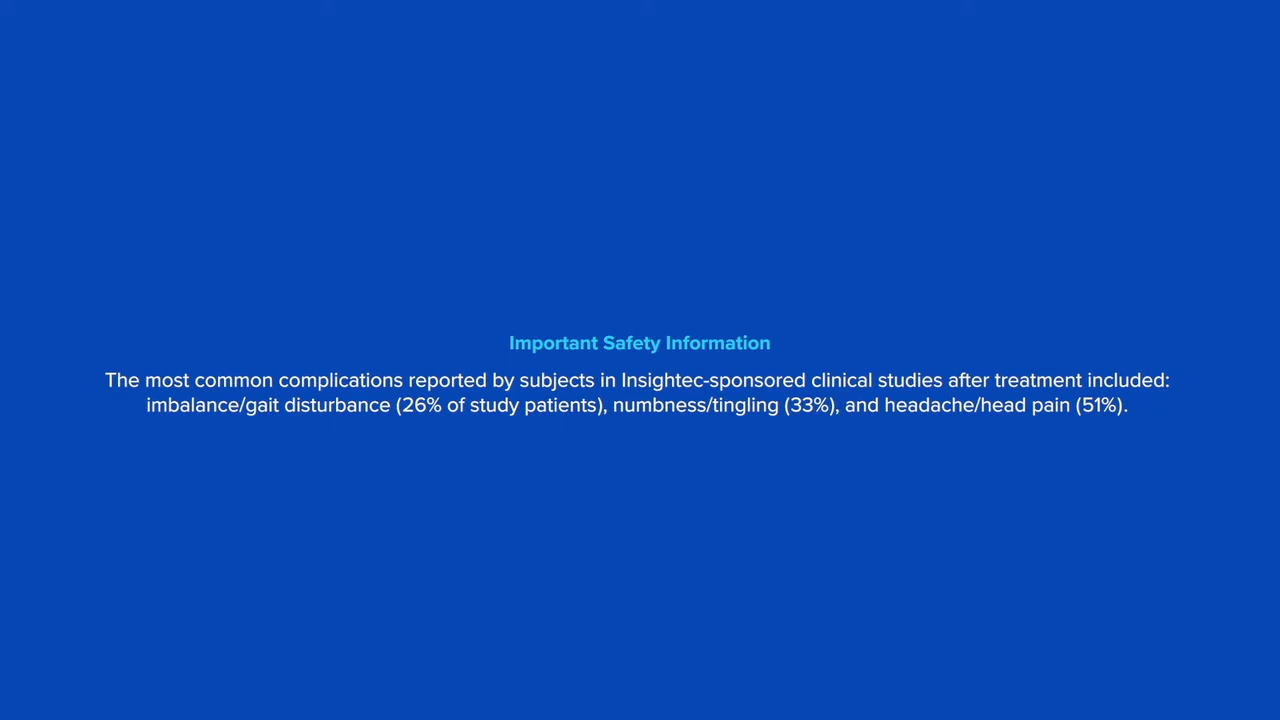 Important Safety Information
The most common complications reported by subjects in Insightec-sponsored clinical studies after treatment included:
imbalance/gait disturbance (26% of study patients), numbness/tingling (33%), and headache/head pain (51%).